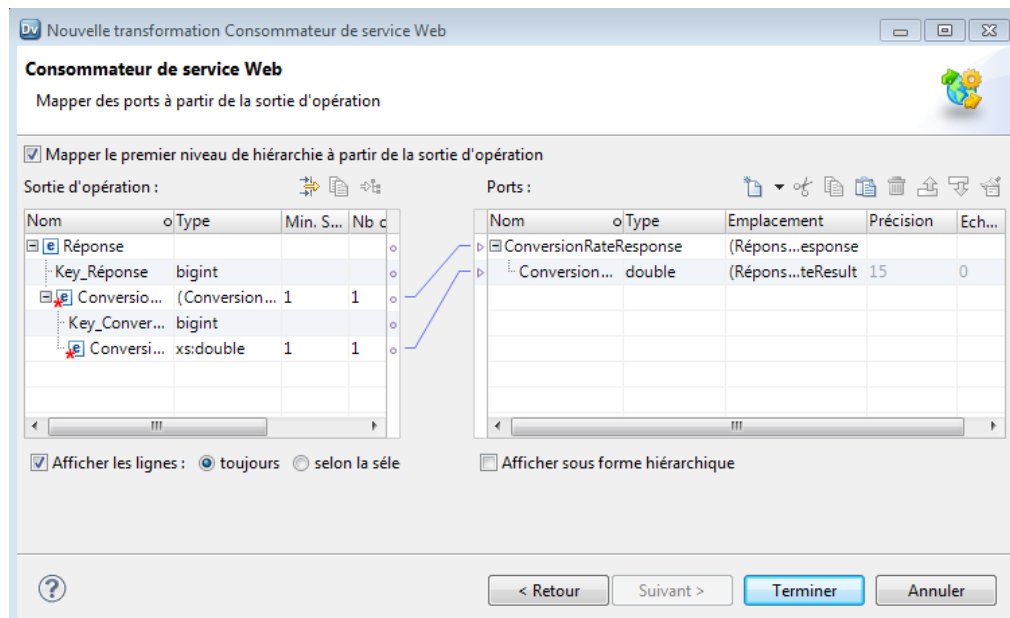 Dv Nouvelle transformation Consommateur de service Web
Consommateur de service Web
Mapper des ports à partir de la sortie d'opération
Mapper le premier niveau de hiérarchie à partir de la sortie d'opération
Sortie d'opération :
Ports :
Nom Type Min. S... Nb c
e Réponse
Key_Réponse bigint
e Conversio... (Conversion... 1 1
Key_Conver... bigint
e Conversi... xs:double 1 1
Nom Type Emplacement Précision Ech...
ConversionRateResponse (Répons...esponse
Conversion... double (Répons...teResult 15 0
Afficher les lignes : toujours selon la séle
Afficher sous forme hiérarchique
? < Retour Suivant > Terminer Annuler